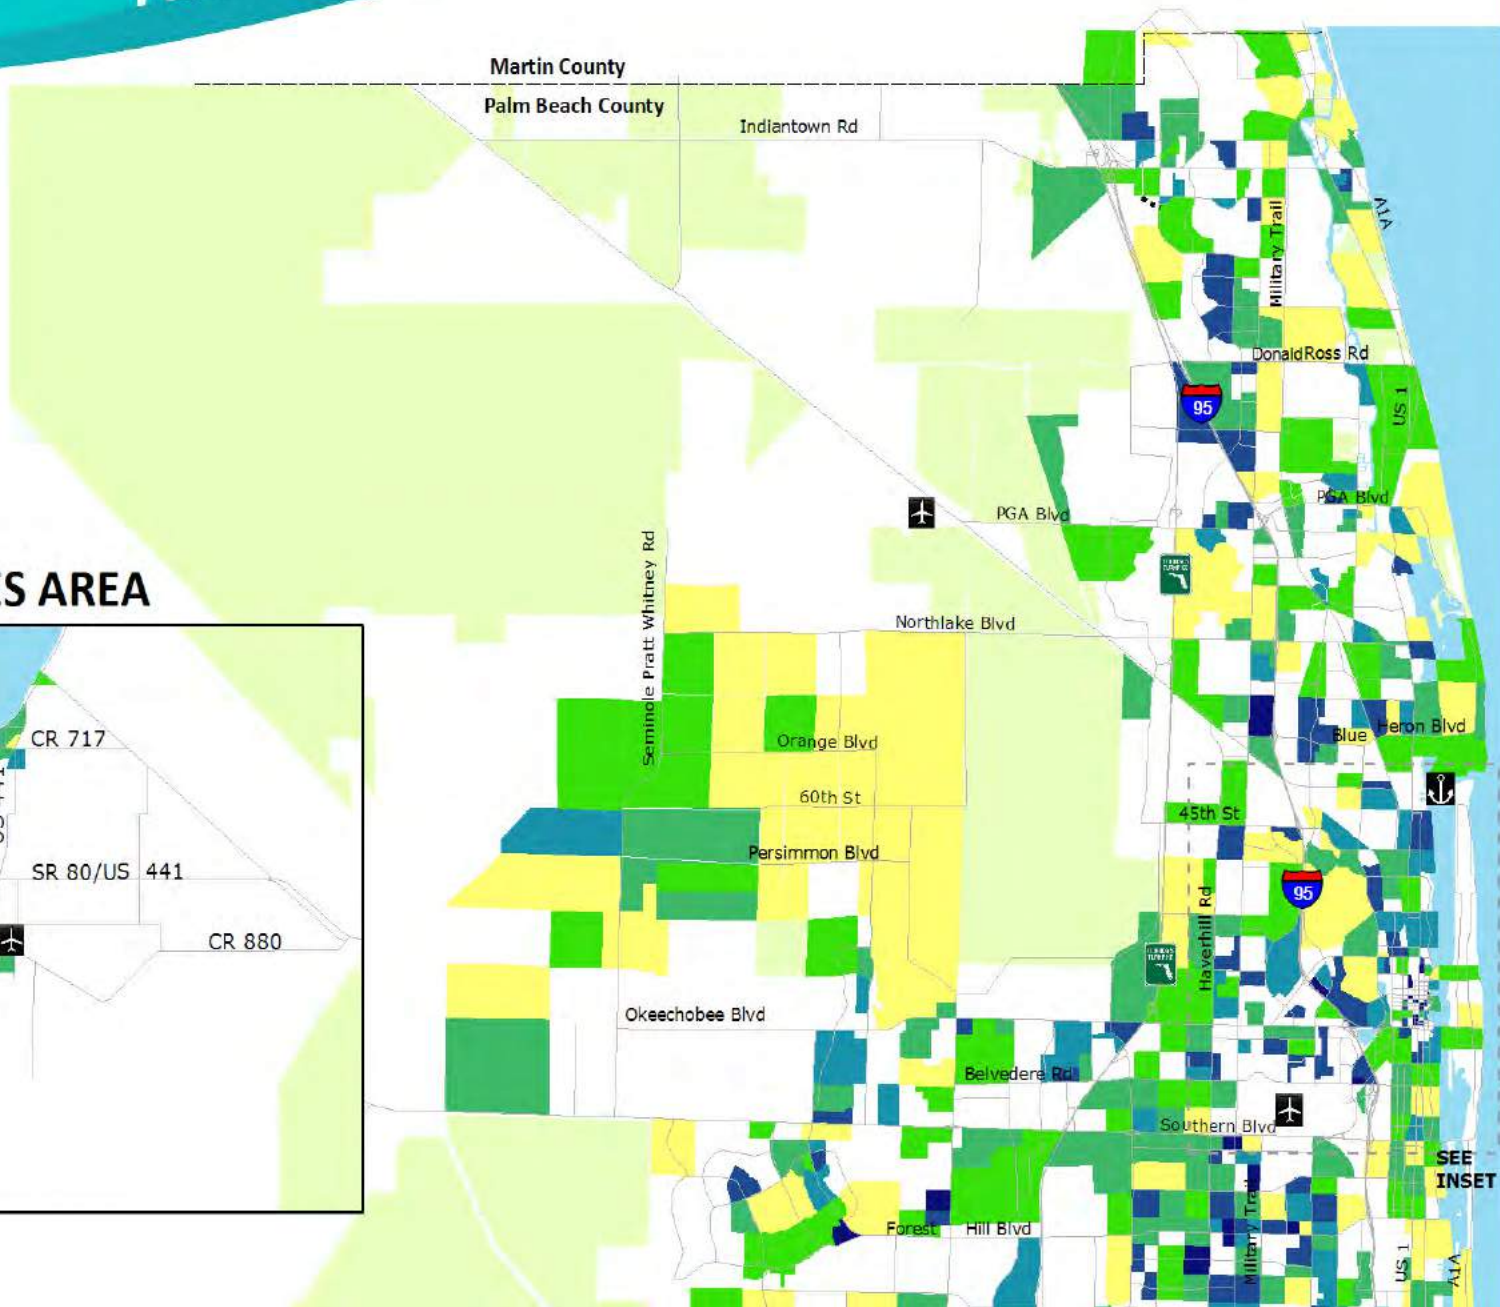 Martin County
Palm Beach County
Indiantown Rd
A1A
Military Trail
DonaldRoss Rd
95
US 1
PGA Blvd
PGA Blvd
Seminole Pratt Whitney Rd
S AREA
Northlake Blvd
CR 717
Orange Blvd
Blue Heron Blvd
60th St
45th St
Persimmon Blvd
SR 80/US 441
95
Haverhill Rd
CR 880
Okeechobee Blvd
Belvedere Rd
Southern Blvd
SEE
INSET
Military Trail
Forest Hill Blvd
US 1
A1A